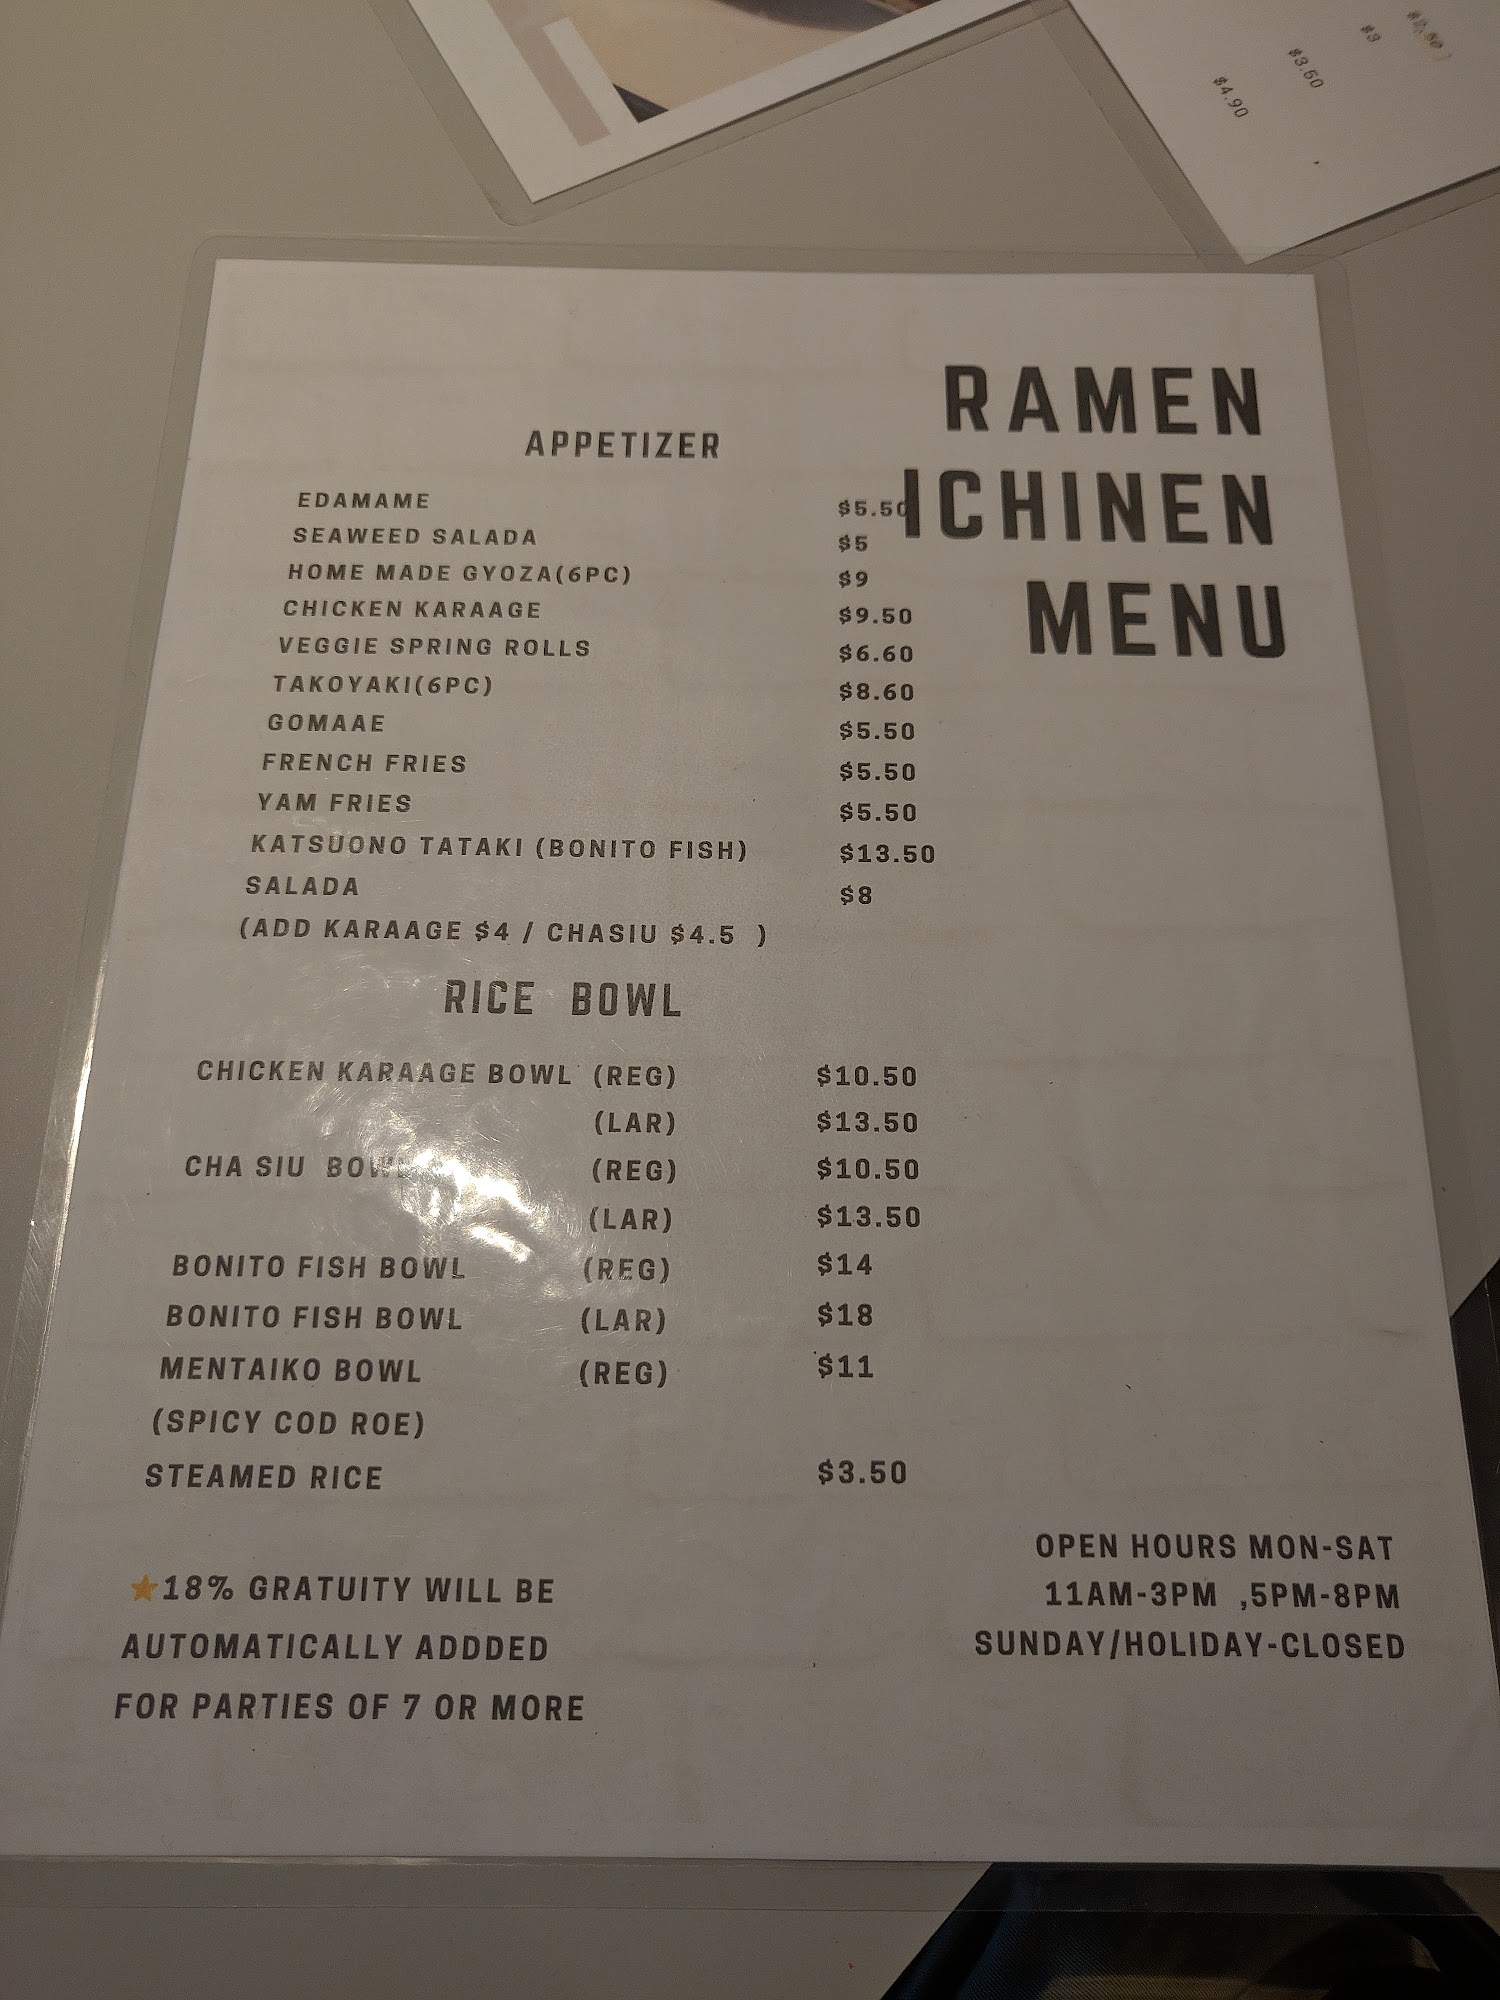 $4.90
$3.50
$3
RAMEN
ICHINEN
MENU
APPETIZER
EDAMAME $5.50
SEAWEED SALADA $5
HOME MADE GYOZA(6PC) $9
CHICKEN KARAAGE $9.50
VEGGIE SPRING ROLLS $6.60
TAKOYAKI(6PC) $8.60
GOMAAE $5.50
FRENCH FRIES $5.50
YAM FRIES $5.50
KATSUONO TATAKI (BONITO FISH) $13.50
SALADA $8
(ADD KARAAGE $4 / CHASIU $4.5 )
RICE BOWL
CHICKEN KARAAGE BOWL (REG) $10.50
(LAR) $13.50
CHA SIU BOWL (REG) $10.50
(LAR) $13.50
BONITO FISH BOWL (REG) $14
BONITO FISH BOWL (LAR) $18
MENTAIKO BOWL (REG) $11
(SPICY COD ROE)
STEAMED RICE $3.50
⭐18% GRATUITY WILL BE
AUTOMATICALLY ADDDED
FOR PARTIES OF 7 OR MORE
OPEN HOURS MON-SAT
11AM-3PM ,5PM-8PM
SUNDAY/HOLIDAY-CLOSED